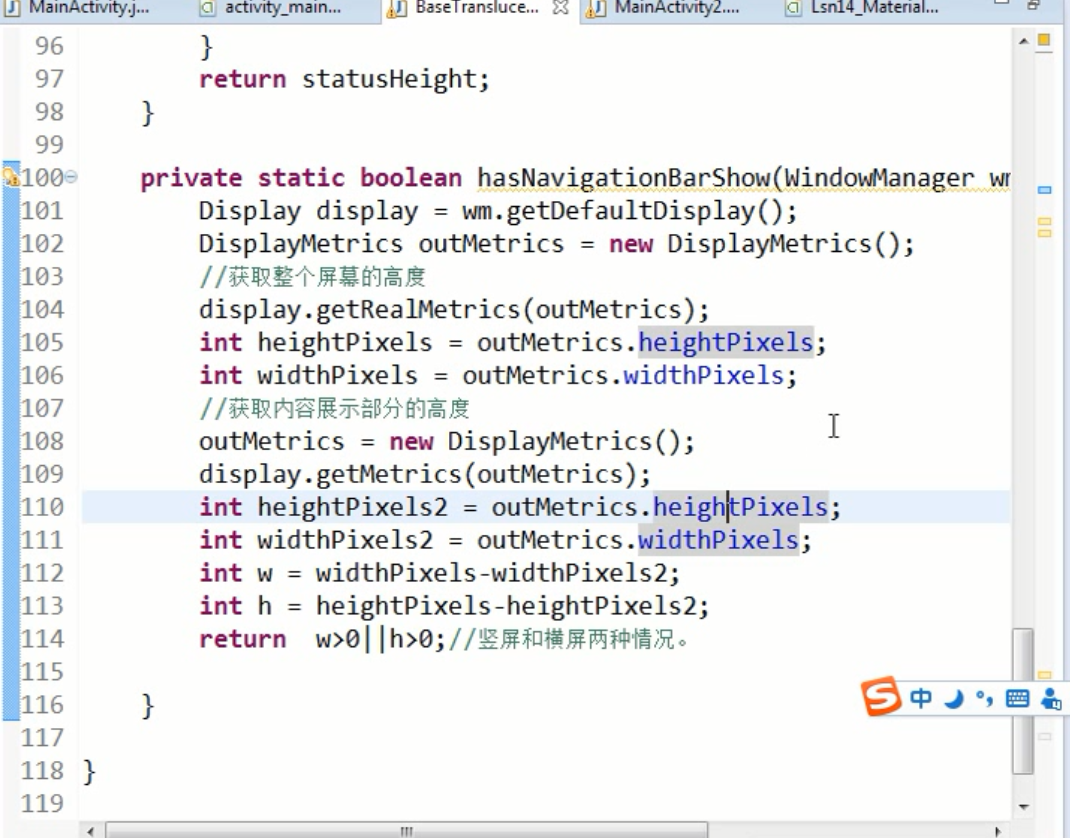 MainActivity.j...
activity_main...
BaseTransluce...
MainActivity2....
Lsn14_Material...
96 }
97 return statusHeight;
98 }
99
100 private static boolean hasNavigationBarShow(WindowManager wm
101 Display display = wm.getDefaultDisplay();
102 DisplayMetrics outMetrics = new DisplayMetrics();
103 //获取整个屏幕的高度
104 display.getRealMetrics(outMetrics);
105 int heightPixels = outMetrics.heightPixels;
106 int widthPixels = outMetrics.widthPixels;
107 //获取内容展示部分的高度
108 outMetrics = new DisplayMetrics();
109 display.getMetrics(outMetrics);
110 int heightPixels2 = outMetrics.heightPixels;
111 int widthPixels2 = outMetrics.widthPixels;
112 int w = widthPixels-widthPixels2;
113 int h = heightPixels-heightPixels2;
114 return  w>0||h>0;//竖屏和横屏两种情况。
115
中
116 }
117
118 }
119